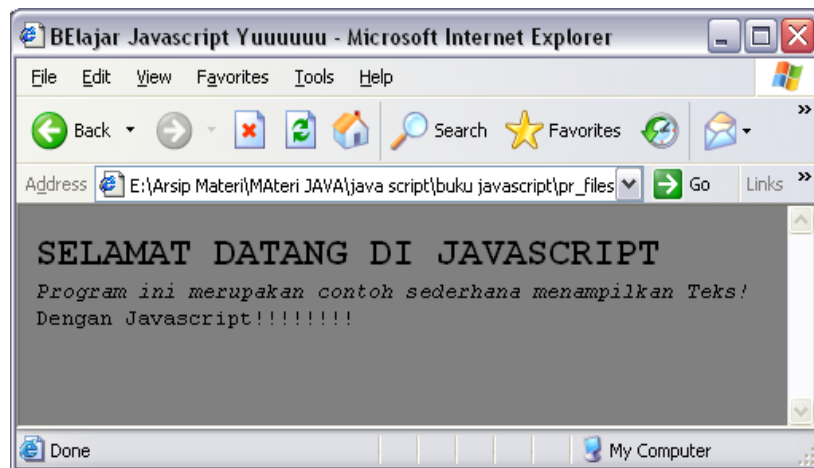 BElajar Javascript Yuuuuuu - Microsoft Internet Explorer
File Edit View Favorites Tools Help
Back Search Favorites »
Address E:\Arsip Materi\MAteri JAVA\java script\buku javascript\pr_files Go Links »
SELAMAT DATANG DI JAVASCRIPT
Program ini merupakan contoh sederhana menampilkan Teks!
Dengan Javascript!!!!!!!!
Done My Computer